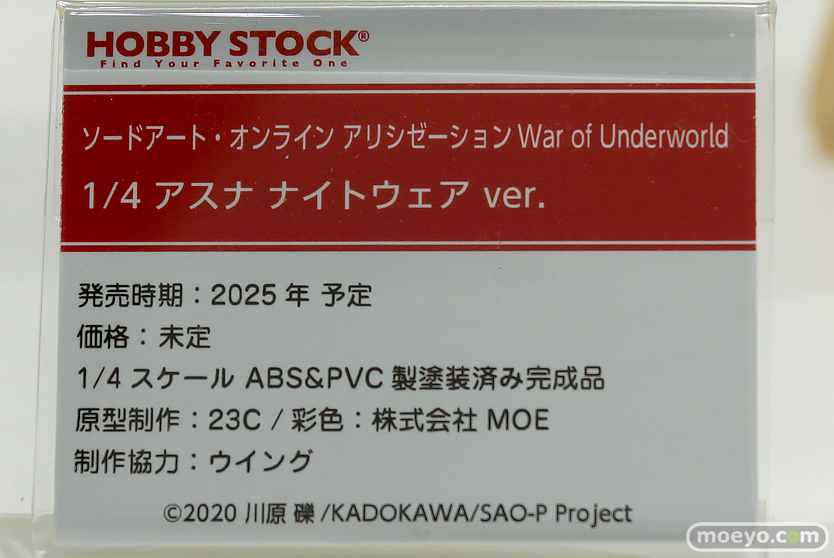 HOBBY STOCK®
Find Your Favorite One
ソードアート・オンライン アリシゼーション War of Underworld
1/4 アスナ ナイトウェア ver.
発売時期：2025年 予定
価格：未定
1/4 スケール ABS&PVC 製塗装済み完成品
原型制作：23C / 彩色：株式会社 MOE
制作協力：ウイング
©2020 川原 礫/KADOKAWA/SAO-P Project
moeyo.com